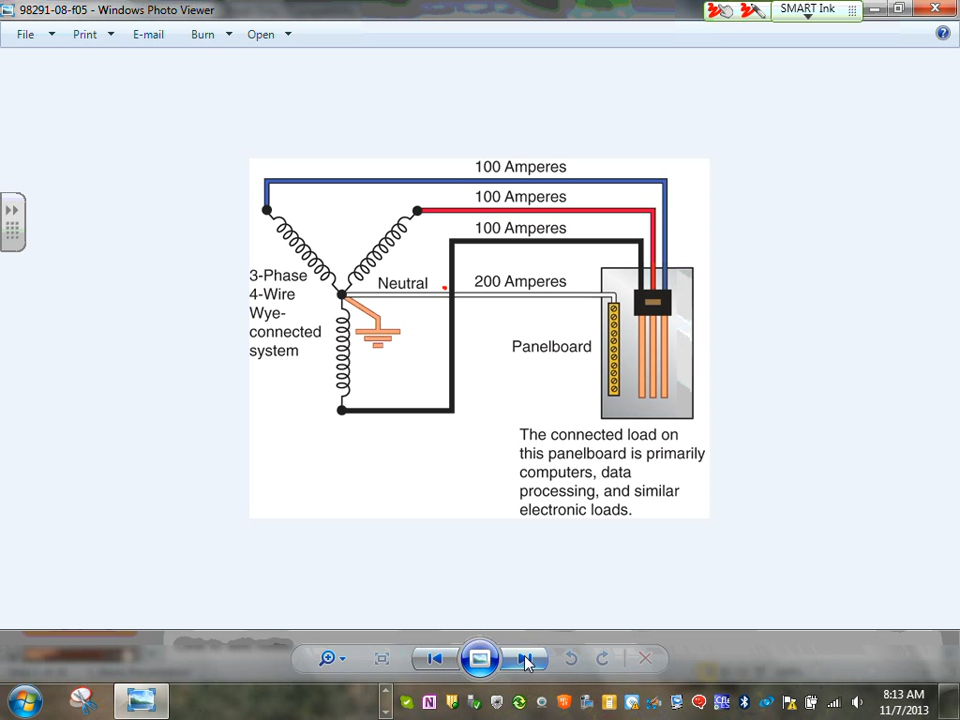 98291-08-f05 - Windows Photo Viewer
SMART Ink
File Print E-mail Burn Open
100 Amperes
100 Amperes
100 Amperes
3-Phase
4-Wire
Wye-
connected
system
Neutral
200 Amperes
Panelboard
The connected load on
this panelboard is primarily
computers, data
processing, and similar
electronic loads.
8:13 AM
11/7/2013